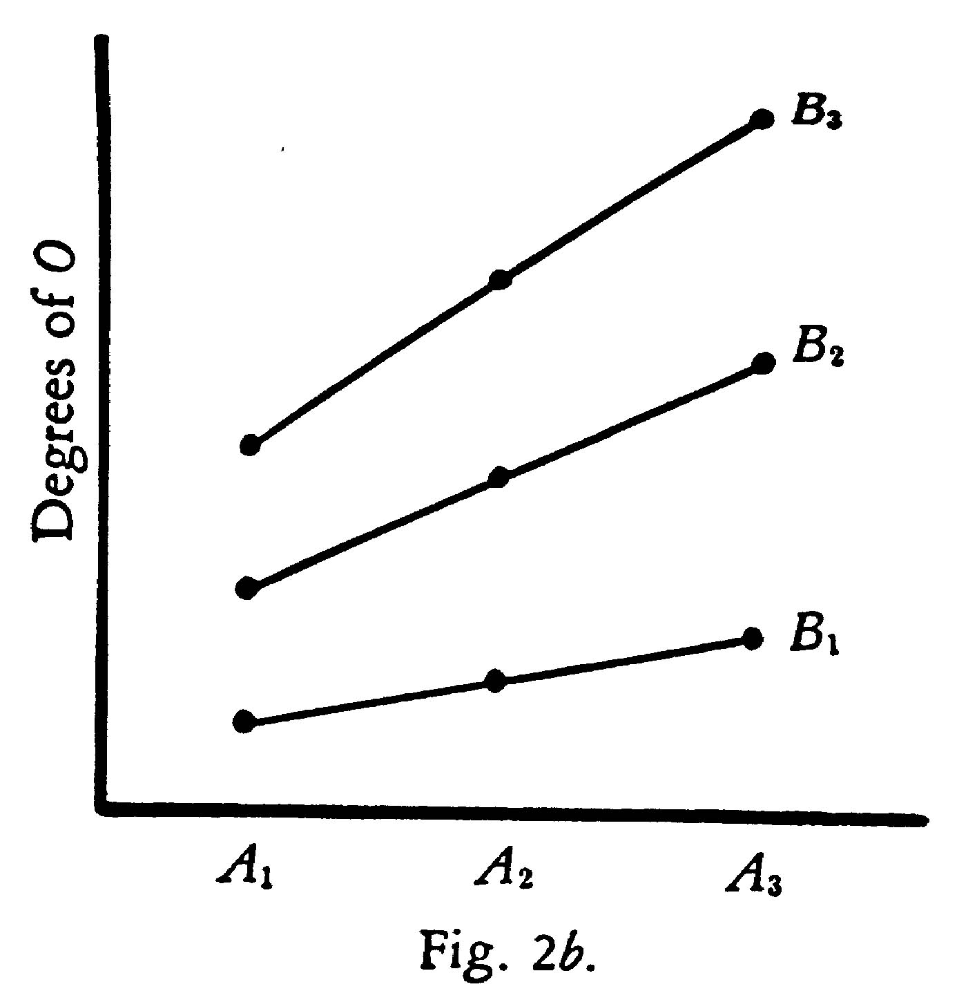 B₃
Degrees of O
B₂
B₁
A₁ A₂ A₃
Fig. 2b.